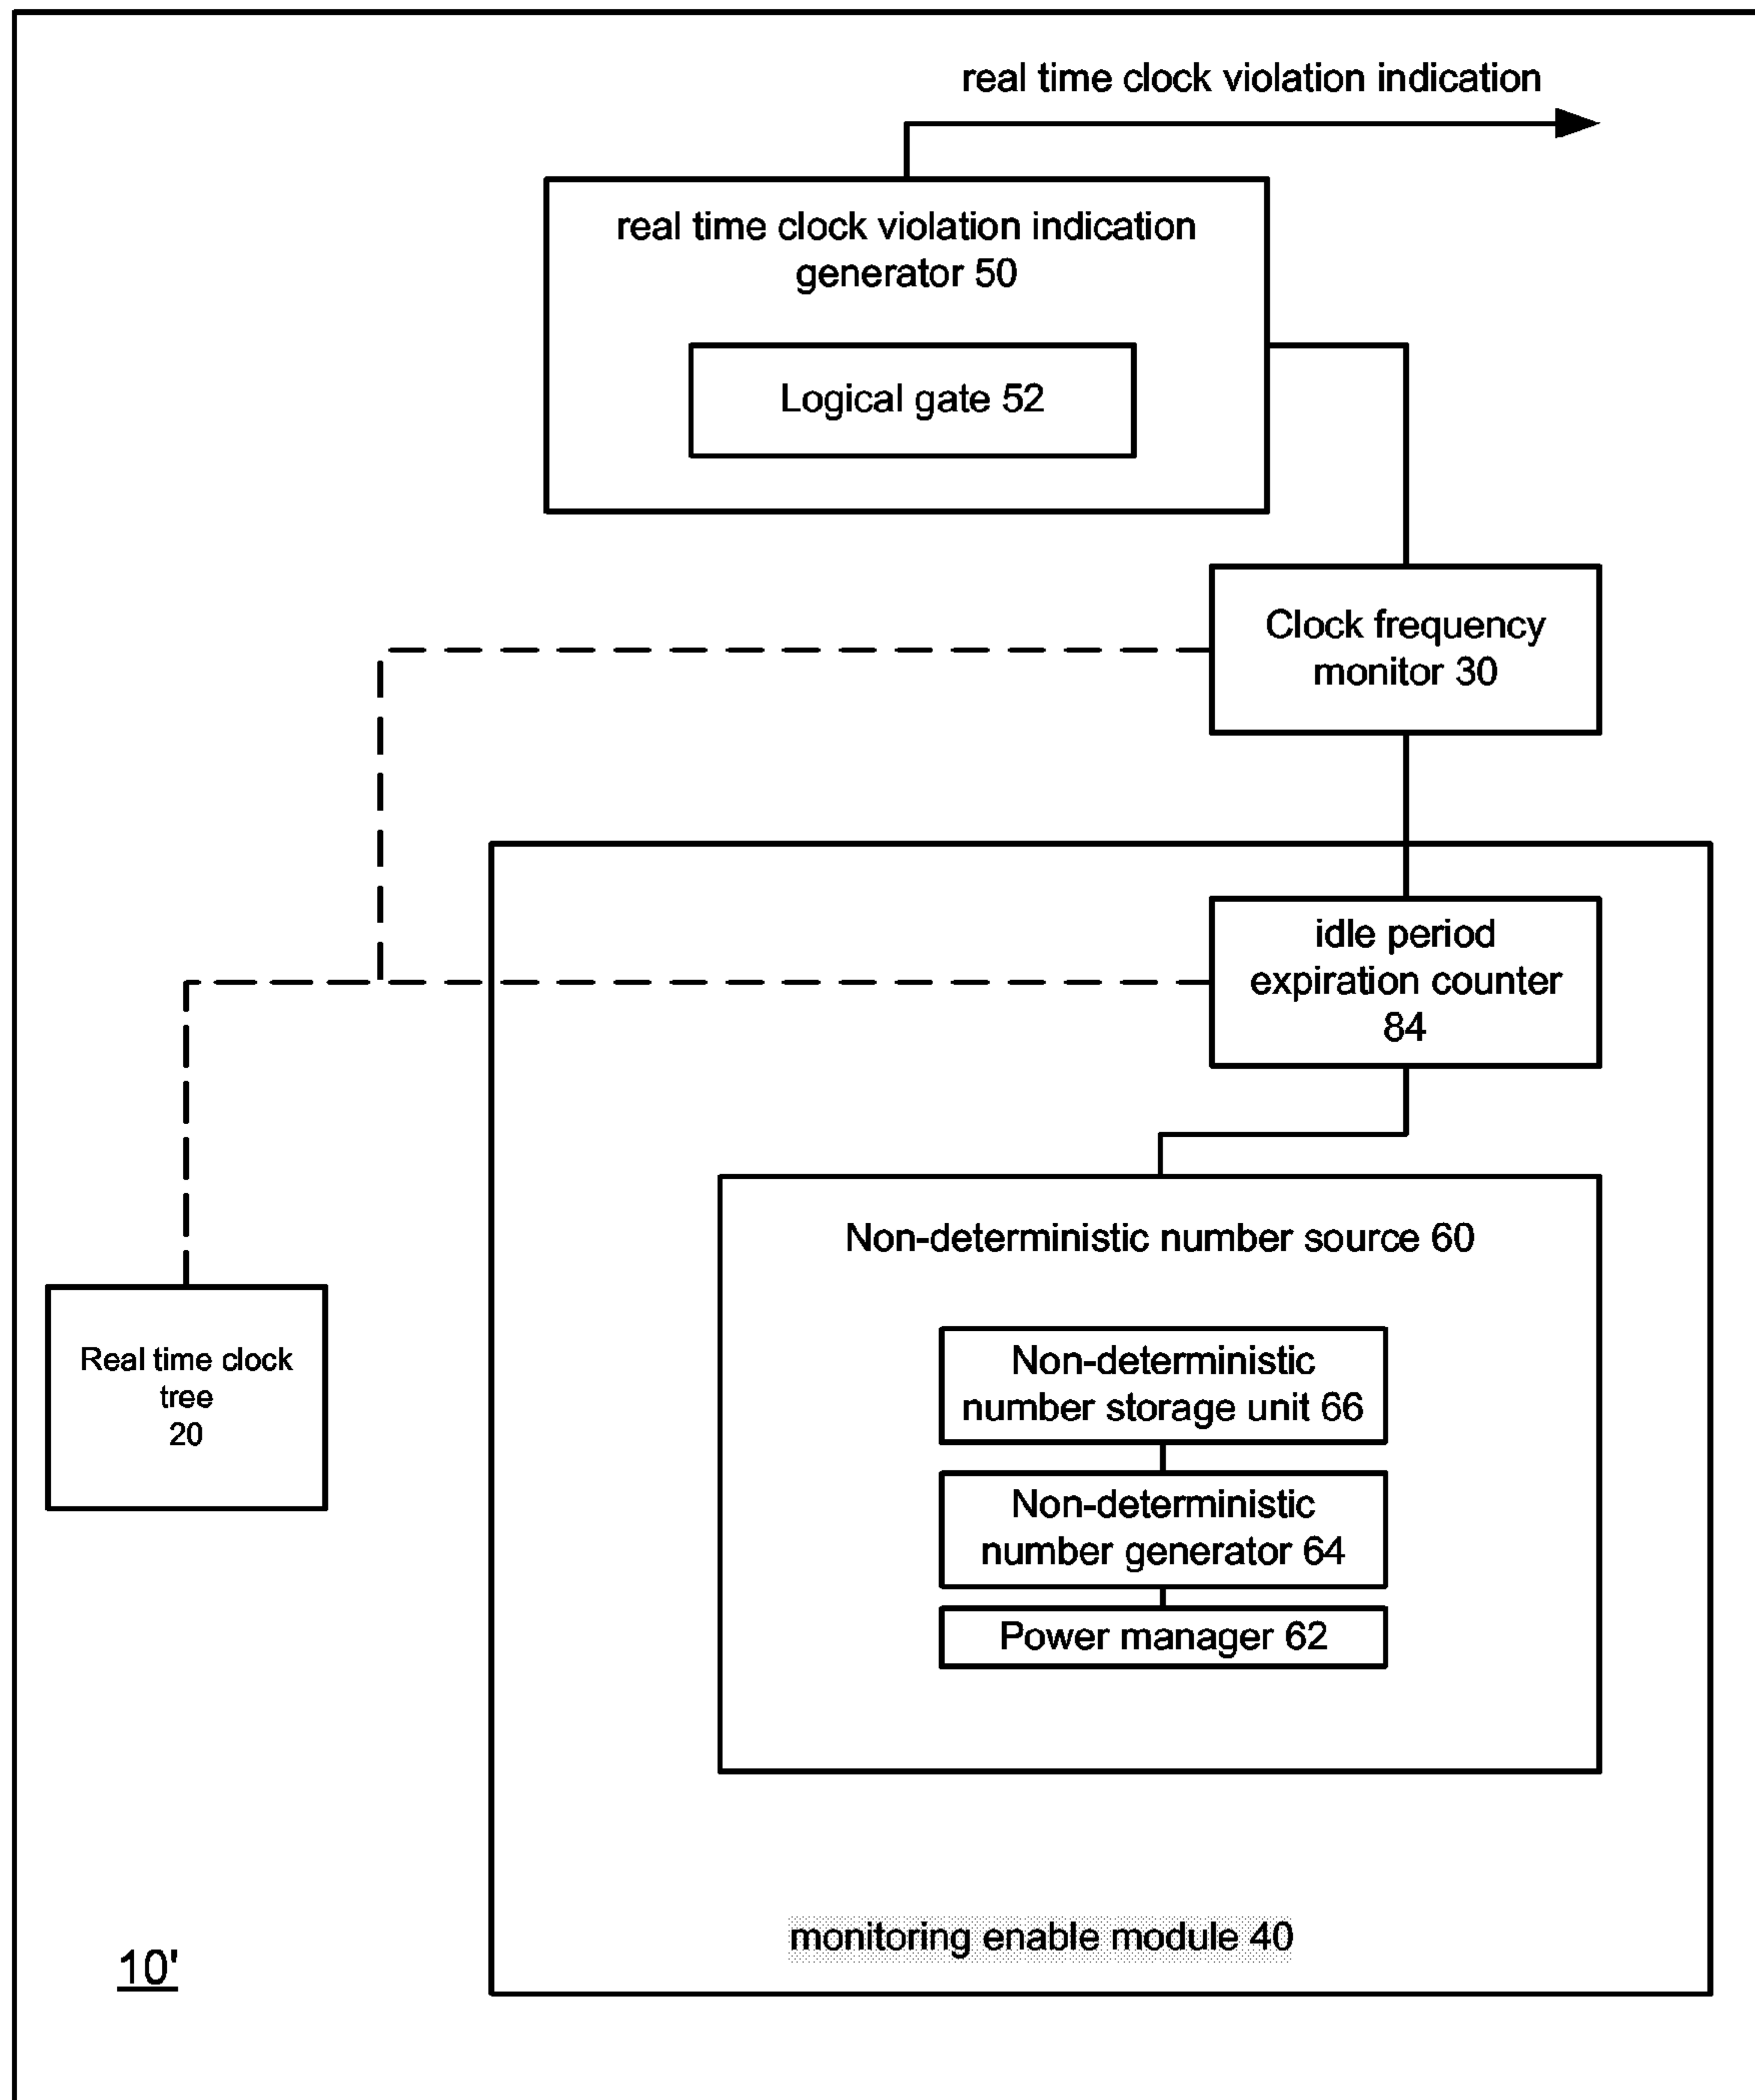 real time clock violation indication
real time clock violation indication
generator 50
Logical gate 52
Clock frequency
monitor 30
idle period
expiration counter
84
Non-deterministic number source 60
Real time clock
tree
20
Non-deterministic
number storage unit 66
Non-deterministic
number generator 64
Power manager 62
monitoring enable module 40
10'